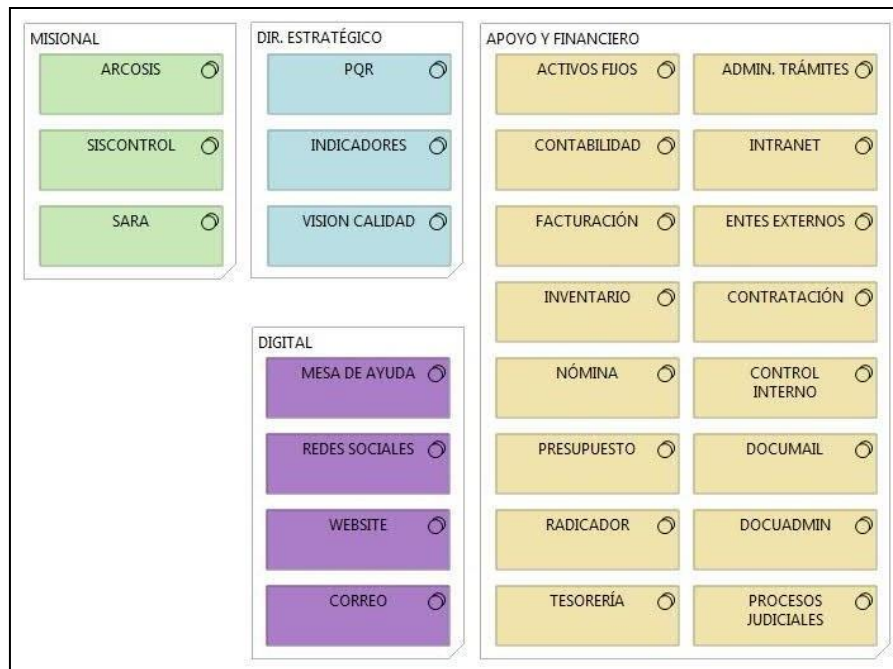 MISIONAL
ARCOSIS
SISCONTROL
SARA
DIR. ESTRATÉGICO
PQR
INDICADORES
VISION CALIDAD
DIGITAL
MESA DE AYUDA
REDES SOCIALES
WEBSITE
CORREO
APOYO Y FINANCIERO
ACTIVOS FIJOS
CONTABILIDAD
FACTURACIÓN
INVENTARIO
NÓMINA
PRESUPUESTO
RADICADOR
TESORERÍA
ADMIN. TRÁMITES
INTRANET
ENTES EXTERNOS
CONTRATACIÓN
CONTROL
INTERNO
DOCUMAIL
DOCUADMIN
PROCESOS
JUDICIALES